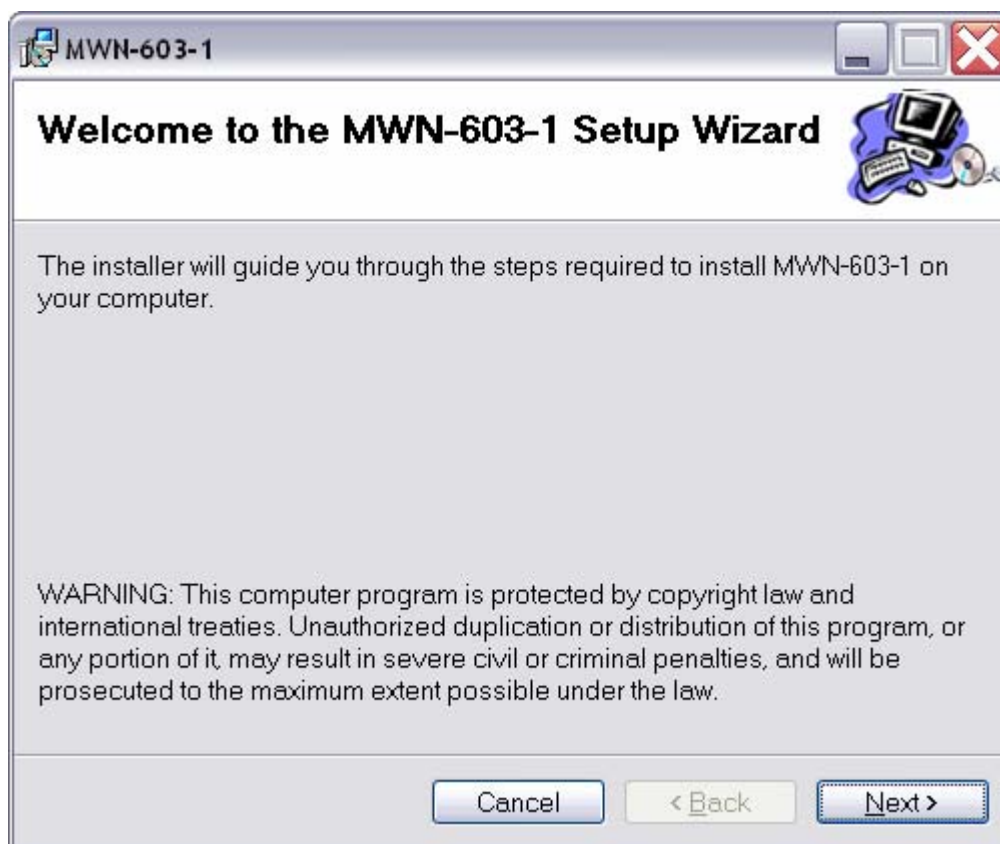 MWN-603-1
Welcome to the MWN-603-1 Setup Wizard
The installer will guide you through the steps required to install MWN-603-1 on
your computer.
WARNING: This computer program is protected by copyright law and
international treaties. Unauthorized duplication or distribution of this program, or
any portion of it, may result in severe civil or criminal penalties, and will be
prosecuted to the maximum extent possible under the law.
Cancel < Back Next >